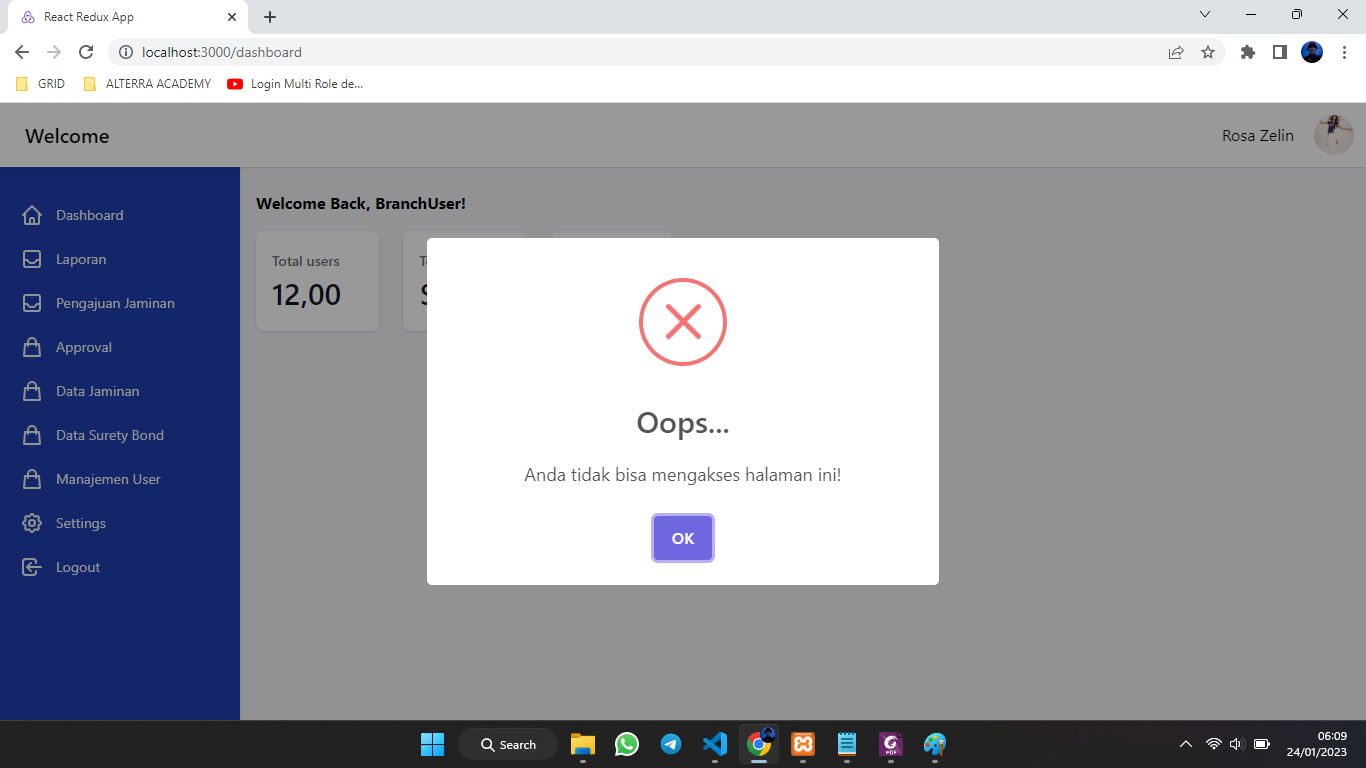 React Redux App
localhost:3000/dashboard
GRID
ALTERRA ACADEMY
Login Multi Role de...
Welcome
Rosa Zelin
Dashboard
Laporan
Pengajuan Jaminan
Approval
Data Jaminan
Data Surety Bond
Manajemen User
Settings
Logout
Welcome Back, BranchUser!
Total users
12,00
Oops...
Anda tidak bisa mengakses halaman ini!
OK
Search
PDF
06:09
24/01/2023